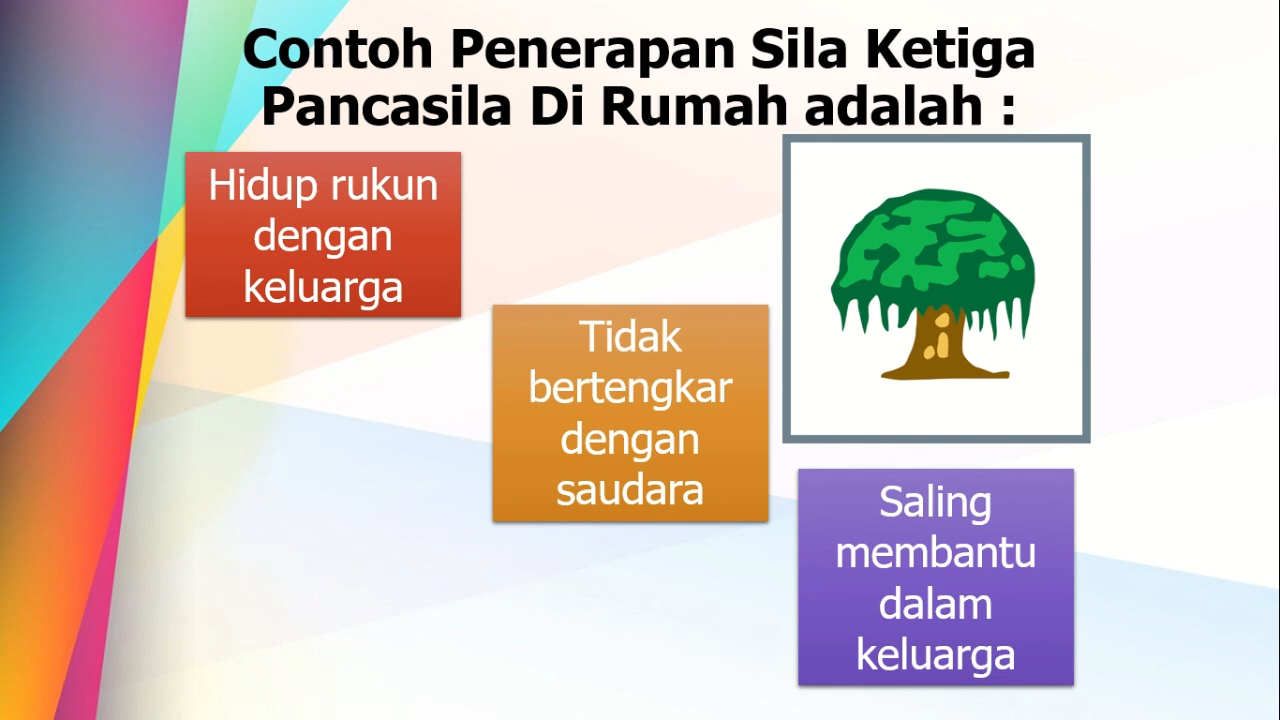 Contoh Penerapan Sila Ketiga
Pancasila Di Rumah adalah :
Hidup rukun
dengan
keluarga
Tidak
bertengkar
dengan
saudara
Saling
membantu
dalam
keluarga